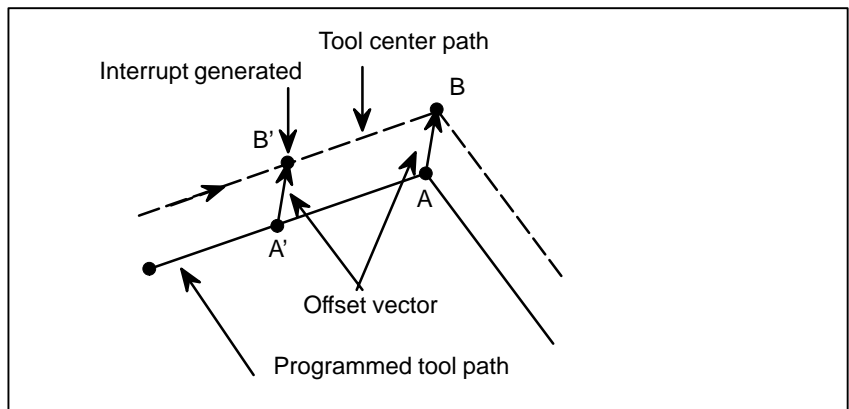 Tool center path
Interrupt generated
B
B’
A
A’
Offset vector
Programmed tool path